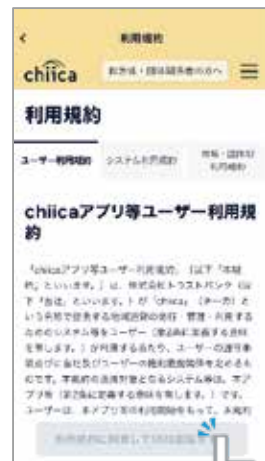 利用規約
chiica
自治体・団体関係者の方へ
利用規約
ユーザー利用規約
システム利用規約
chiicaアプリ等ユーザー利用規
約
「chiicaアプリ等ユーザー利用規約」（以下「本規
約」といいます。）は、株式会社トラストバンク（以
下「当社」といいます。）が「chiica」（チーカ）と
いう名称で提供する地域通貨の発行・管理・利用する
ためのシステム等をユーザー（第2条に定義する意味
を有します。）が利用するにあたり、ユーザーの遵守事
項並びに当社及びユーザーの権利義務関係を定めるも
のです。本規約の適用対象となるシステム等は、本ア
プリ等（第2条に定義する意味を有します。）です。
ユーザーは、本アプリ等の利用開始をもって、本規約
利用規約に同意して